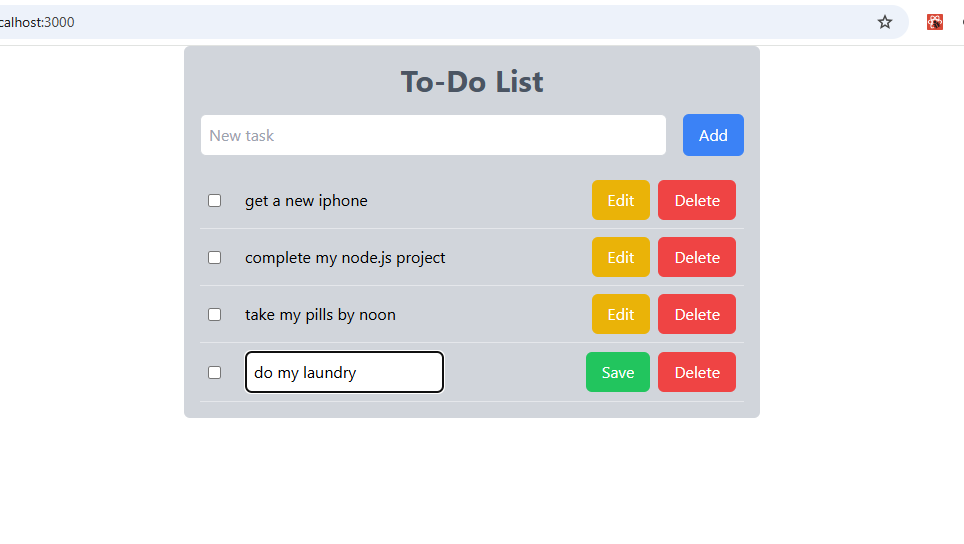 calhost:3000
To-Do List
New task Add
get a new iphone Edit Delete
complete my node.js project Edit Delete
take my pills by noon Edit Delete
do my laundry Save Delete